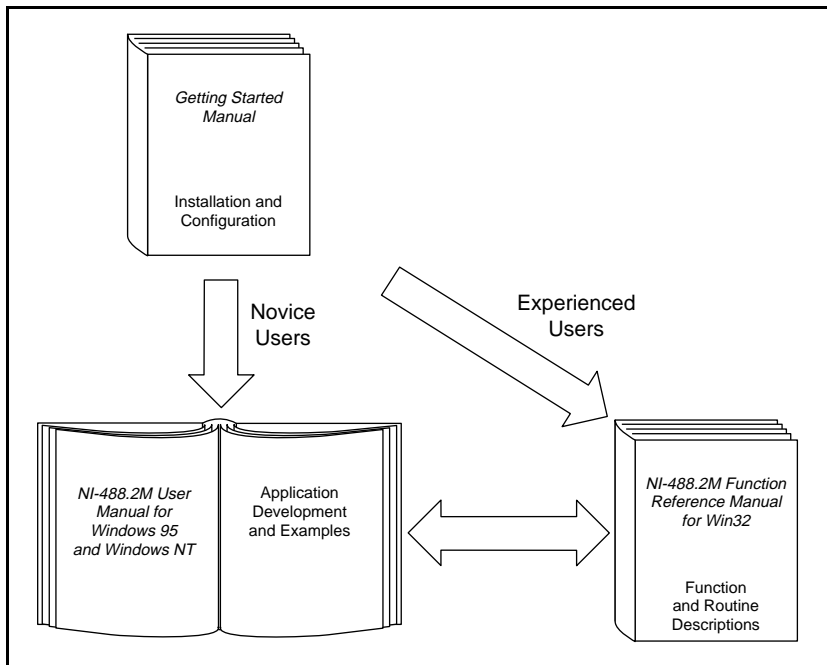 Getting Started
Manual
Installation and
Configuration
Novice
Users
Experienced
Users
NI-488.2M User
Manual for
Windows 95
and Windows NT
Application
Development
and Examples
NI-488.2M Function
Reference Manual
for Win32
Function
and Routine
Descriptions